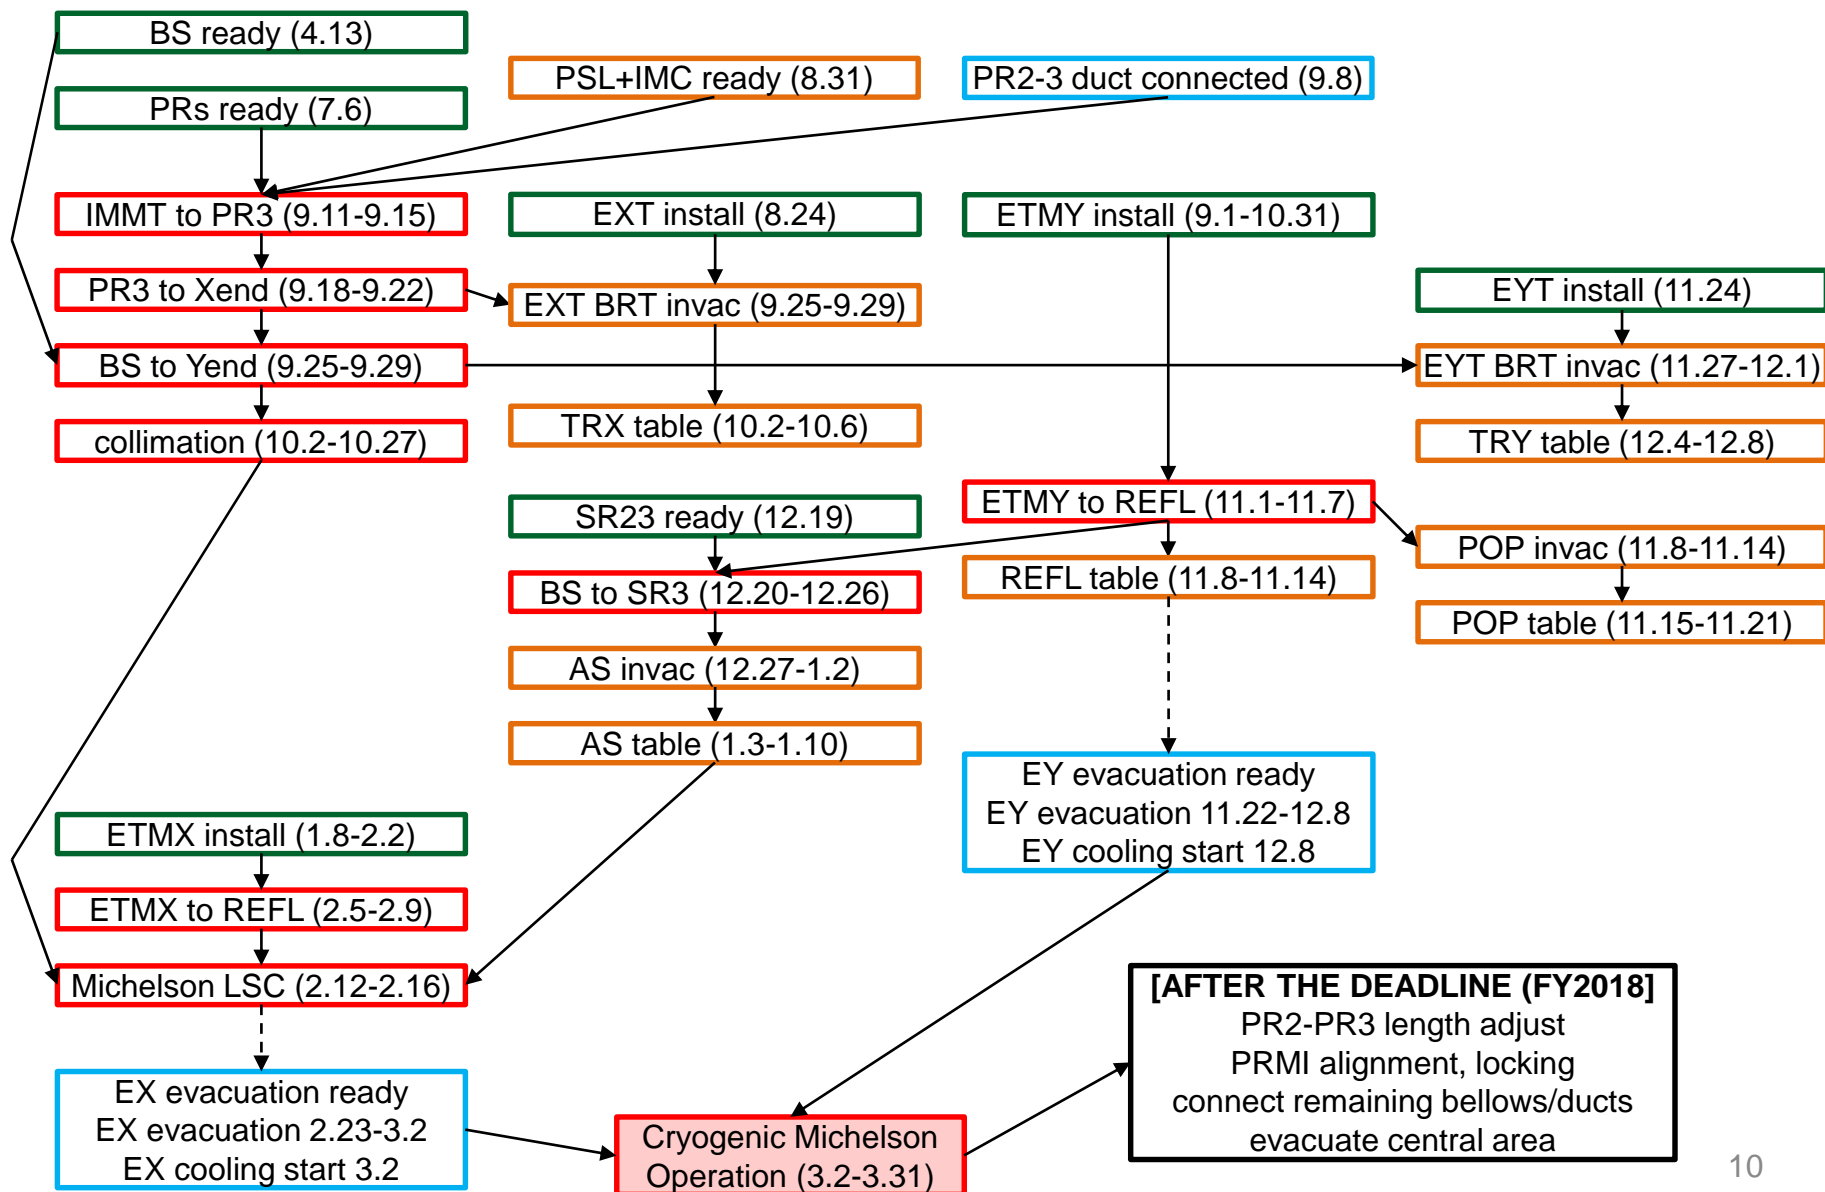 BS ready (4.13)
PSL+IMC ready (8.31)
PR2-3 duct connected (9.8)
PRs ready (7.6)
IMMT to PR3 (9.11-9.15)
EXT install (8.24)
ETMY install (9.1-10.31)
PR3 to Xend (9.18-9.22)
EXT BRT invac (9.25-9.29)
EYT install (11.24)
BS to Yend (9.25-9.29)
EYT BRT invac (11.27-12.1)
collimation (10.2-10.27)
TRX table (10.2-10.6)
TRY table (12.4-12.8)
SR23 ready (12.19)
ETMY to REFL (11.1-11.7)
POP invac (11.8-11.14)
BS to SR3 (12.20-12.26)
REFL table (11.8-11.14)
POP table (11.15-11.21)
AS invac (12.27-1.2)
AS table (1.3-1.10)
EY evacuation ready
EY evacuation 11.22-12.8
EY cooling start 12.8
ETMX install (1.8-2.2)
ETMX to REFL (2.5-2.9)
Michelson LSC (2.12-2.16)
[AFTER THE DEADLINE (FY2018]
PR2-PR3 length adjust
PRMI alignment, locking
connect remaining bellows/ducts
evacuate central area
EX evacuation ready
EX evacuation 2.23-3.2
EX cooling start 3.2
Cryogenic Michelson
Operation (3.2-3.31)
10